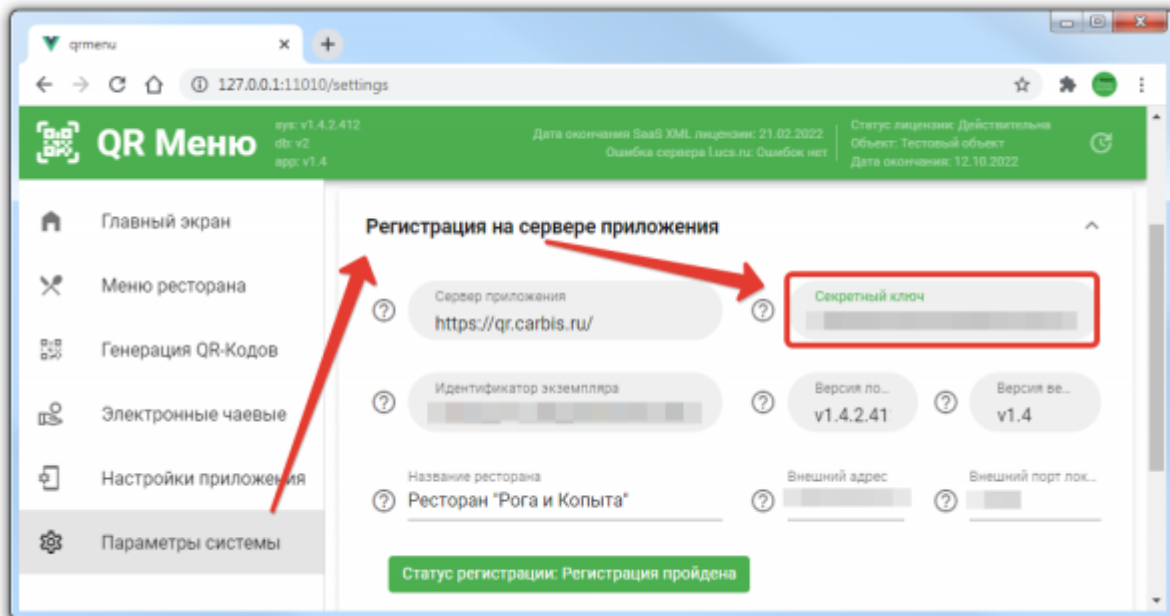 qrmenu
127.0.0.1:11010/settings
QR Меню
sys: v1.4.2.412
db: v2
app: v1.4
Дата окончания SaaS XML лицензии: 21.02.2022
Ошибка сервера l.ucs.ru: Ошибок нет
Статус лицензии: Действительна
Объект: Тестовый объект
Дата окончания: 12.10.2022
Главный экран
Меню ресторана
Генерация QR-Кодов
Электронные чаевые
Настройки приложения
Параметры системы
Регистрация на сервере приложения
Сервер приложения
https://qr.carbis.ru/
Секретный ключ
Идентификатор экземпляра
Версия ло...
v1.4.2.41
Версия ве...
v1.4
Название ресторана
Ресторан "Рога и Копыта"
Внешний адрес
Внешний порт лок...
Статус регистрации: Регистрация пройдена